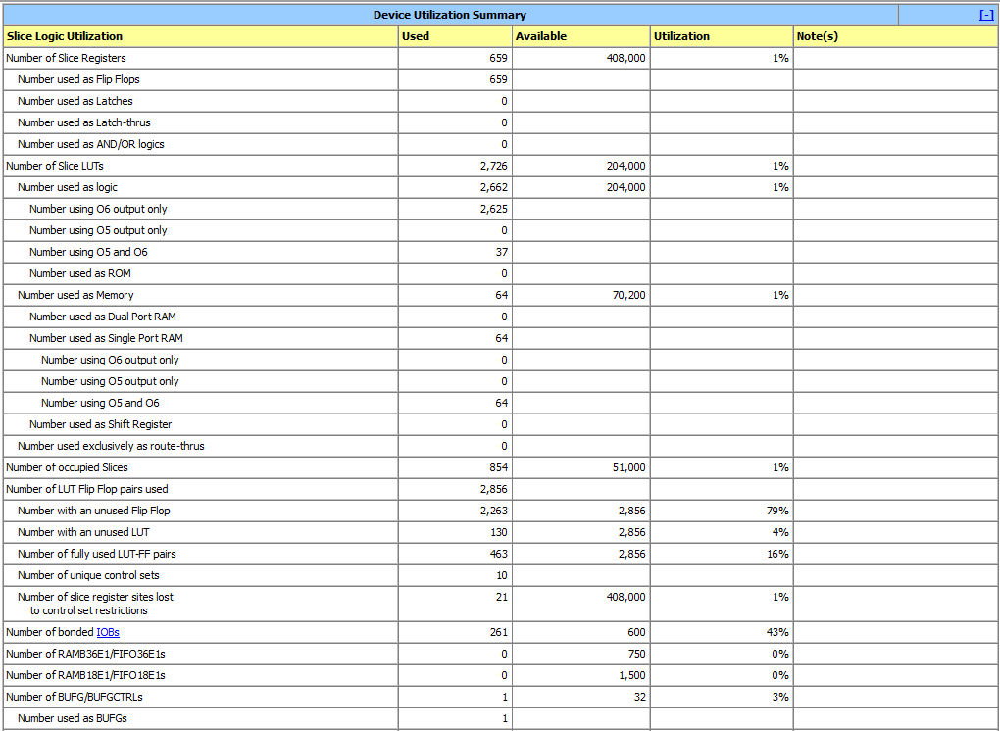 Device Utilization Summary [-]
Slice Logic Utilization Used Available Utilization Note(s)
Number of Slice Registers 659 408,000 1%
Number used as Flip Flops 659
Number used as Latches 0
Number used as Latch-thrus 0
Number used as AND/OR logics 0
Number of Slice LUTs 2,726 204,000 1%
Number used as logic 2,662 204,000 1%
Number using O6 output only 2,625
Number using O5 output only 0
Number using O5 and O6 37
Number used as ROM 0
Number used as Memory 64 70,200 1%
Number used as Dual Port RAM 0
Number used as Single Port RAM 64
Number using O6 output only 0
Number using O5 output only 0
Number using O5 and O6 64
Number used as Shift Register 0
Number used exclusively as route-thrus 0
Number of occupied Slices 854 51,000 1%
Number of LUT Flip Flop pairs used 2,856
Number with an unused Flip Flop 2,263 2,856 79%
Number with an unused LUT 130 2,856 4%
Number of fully used LUT-FF pairs 463 2,856 16%
Number of unique control sets 10
Number of slice register sites lost 21 408,000 1%
to control set restrictions
Number of bonded IOBs 261 600 43%
Number of RAMB36E1/FIFO36E1s 0 750 0%
Number of RAMB18E1/FIFO18E1s 0 1,500 0%
Number of BUFG/BUFGCTRLs 1 32 3%
Number used as BUFGs 1